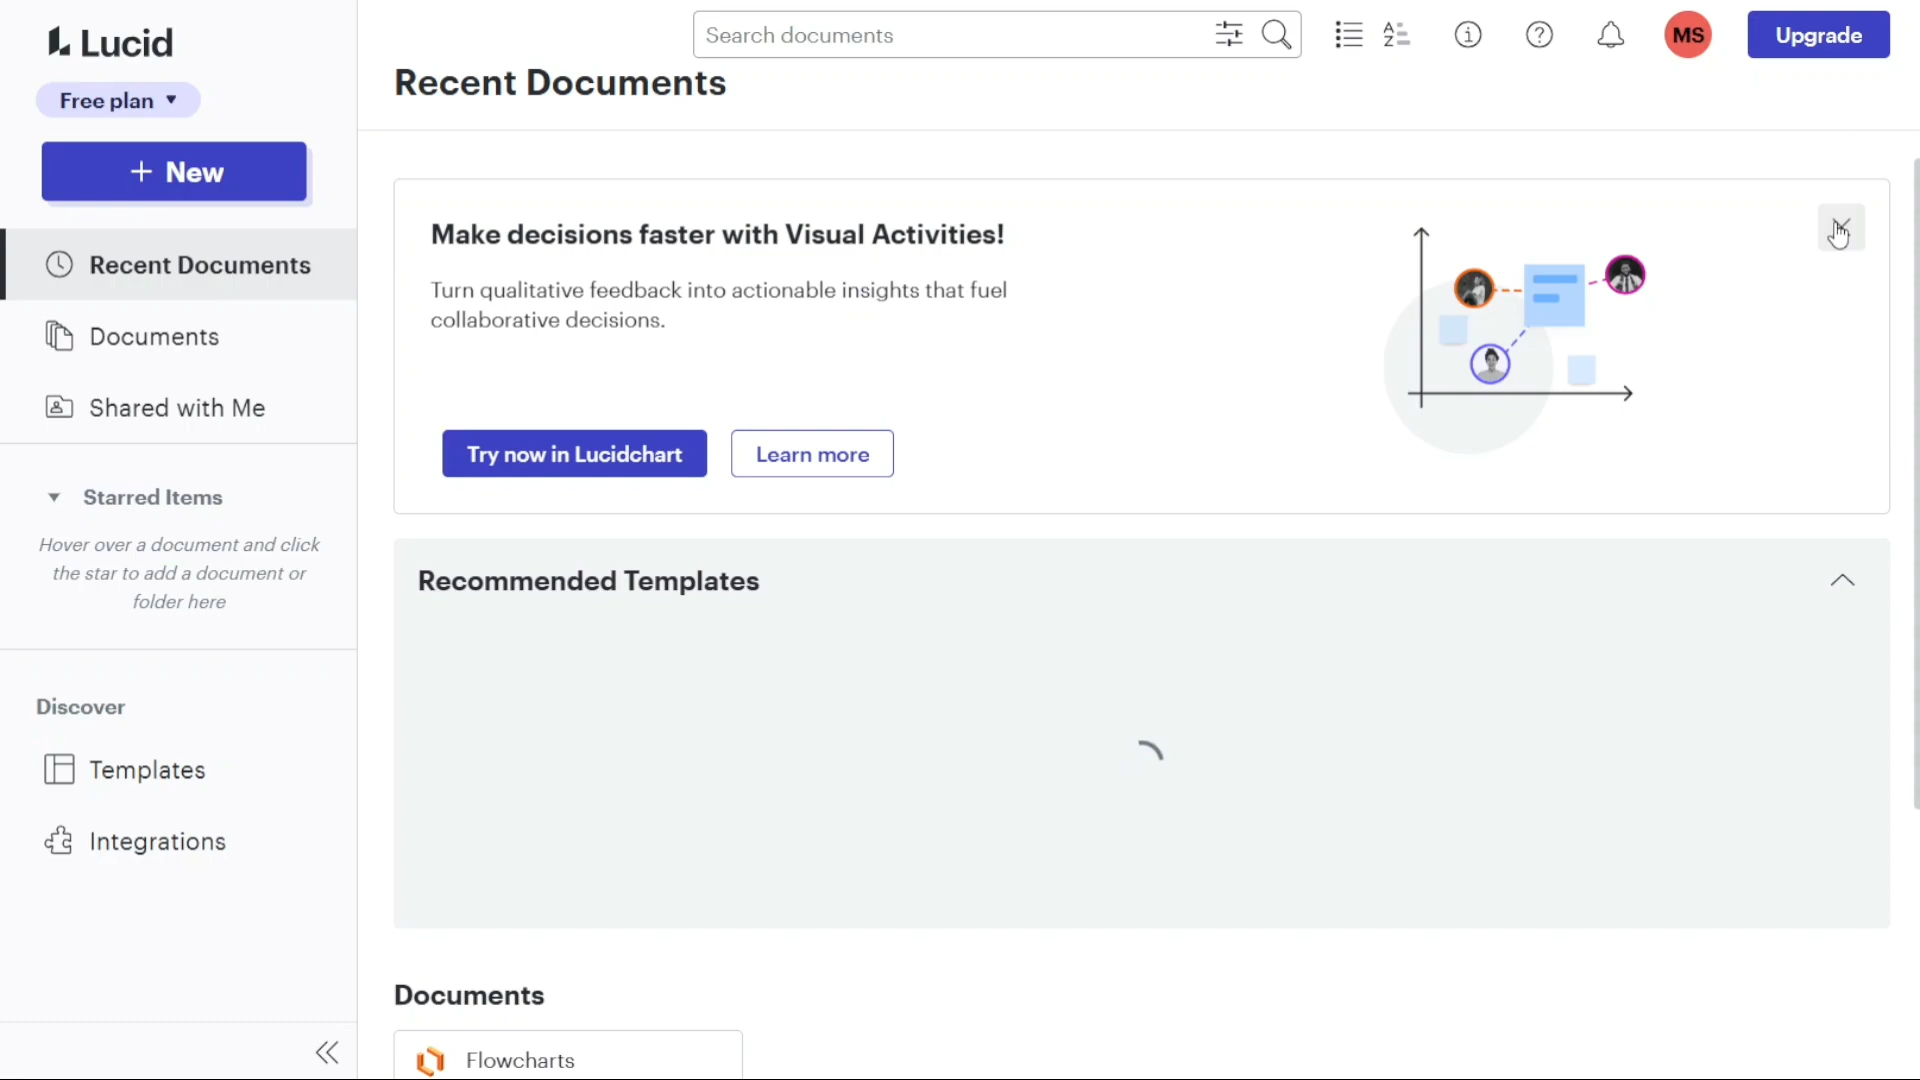 Lucid
Free plan
+ New
Recent Documents
Documents
Shared with Me
Starred Items
Hover over a document and click
the star to add a document or
folder here
Discover
Templates
Integrations
Search documents
MS
Upgrade
Recent Documents
Make decisions faster with Visual Activities!
Turn qualitative feedback into actionable insights that fuel
collaborative decisions.
Try now in Lucidchart
Learn more
Recommended Templates
Documents
Flowcharts